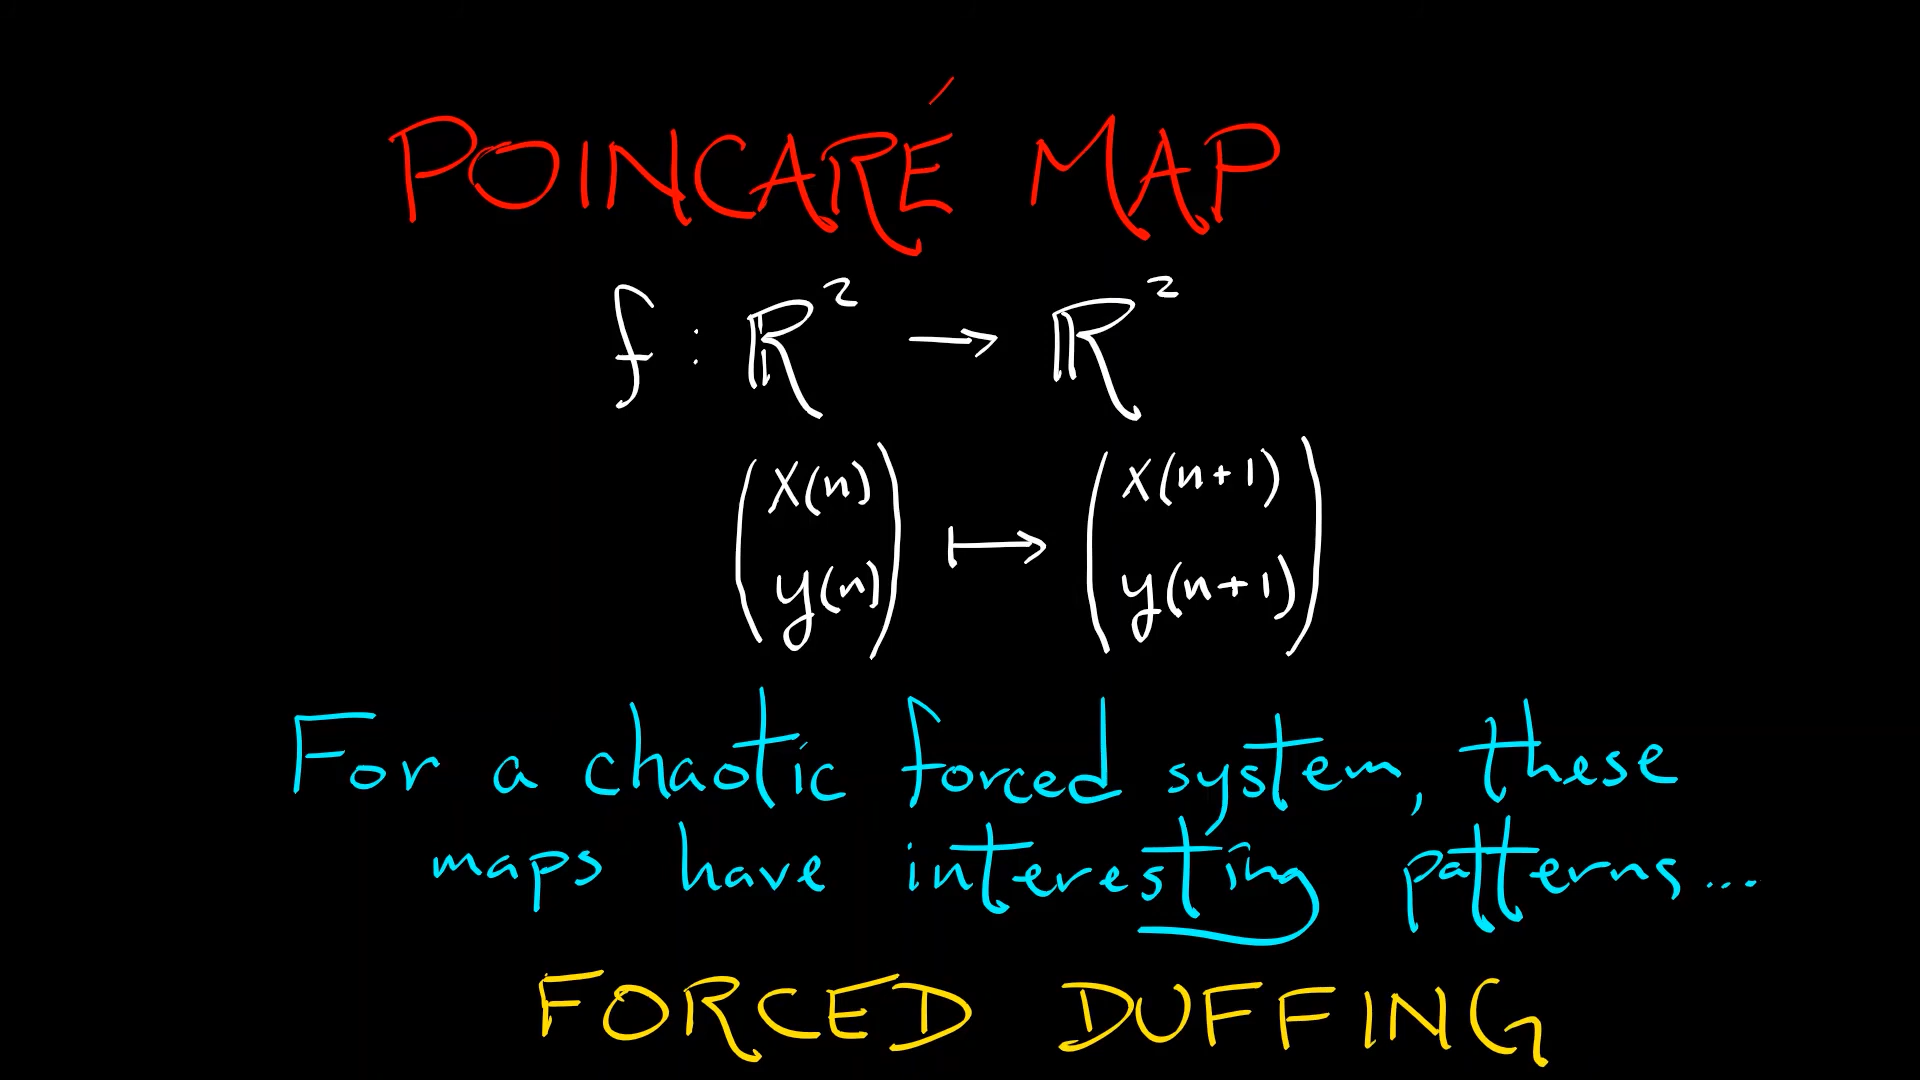 POINCARÉ MAP
f : ℝ² → ℝ²
(x(n) y(n)) ↦ (x(n+1) y(n+1))
For a chaotic forced system, these
maps have interesting patterns...
FORCED DUFFING